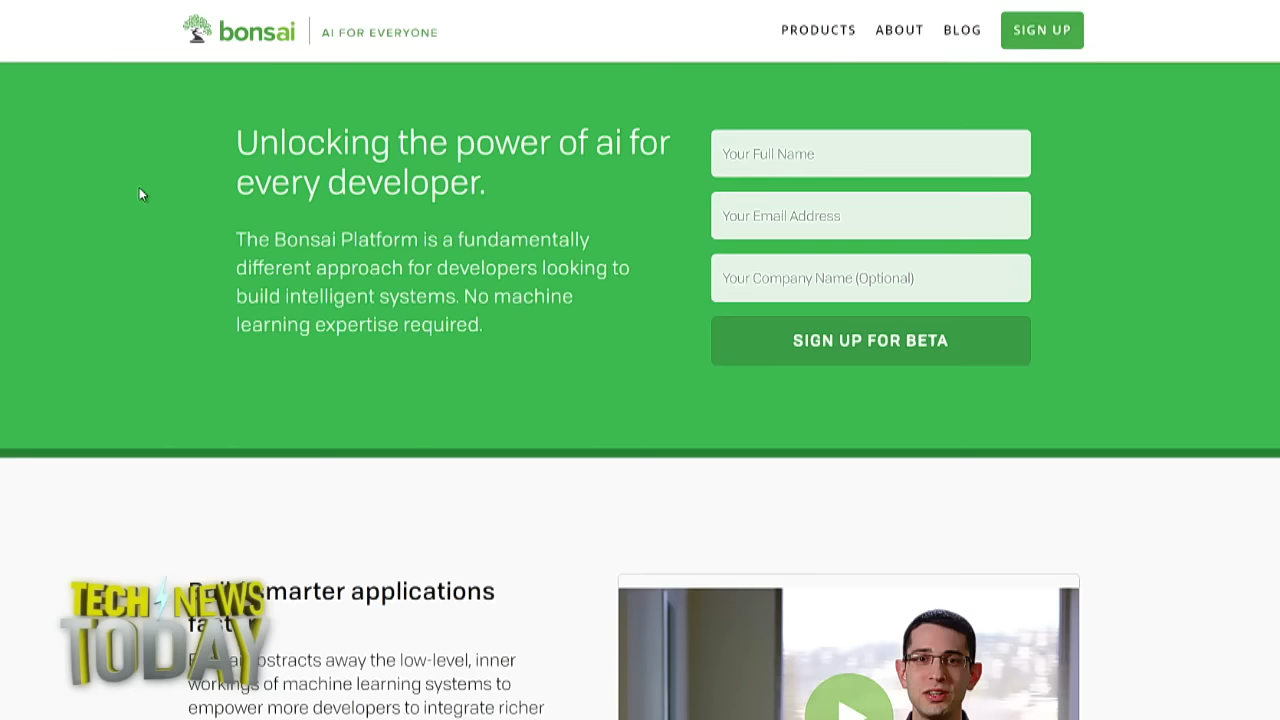 bonsai AI FOR EVERYONE
PRODUCTS ABOUT BLOG SIGN UP
Unlocking the power of ai for
every developer.
The Bonsai Platform is a fundamentally
different approach for developers looking to
build intelligent systems. No machine
learning expertise required.
Your Full Name
Your Email Address
Your Company Name (Optional)
SIGN UP FOR BETA
smarter applications
abstracts away the low-level, inner
workings of machine learning systems to
empower more developers to integrate richer
TECH NEWS
TODAY